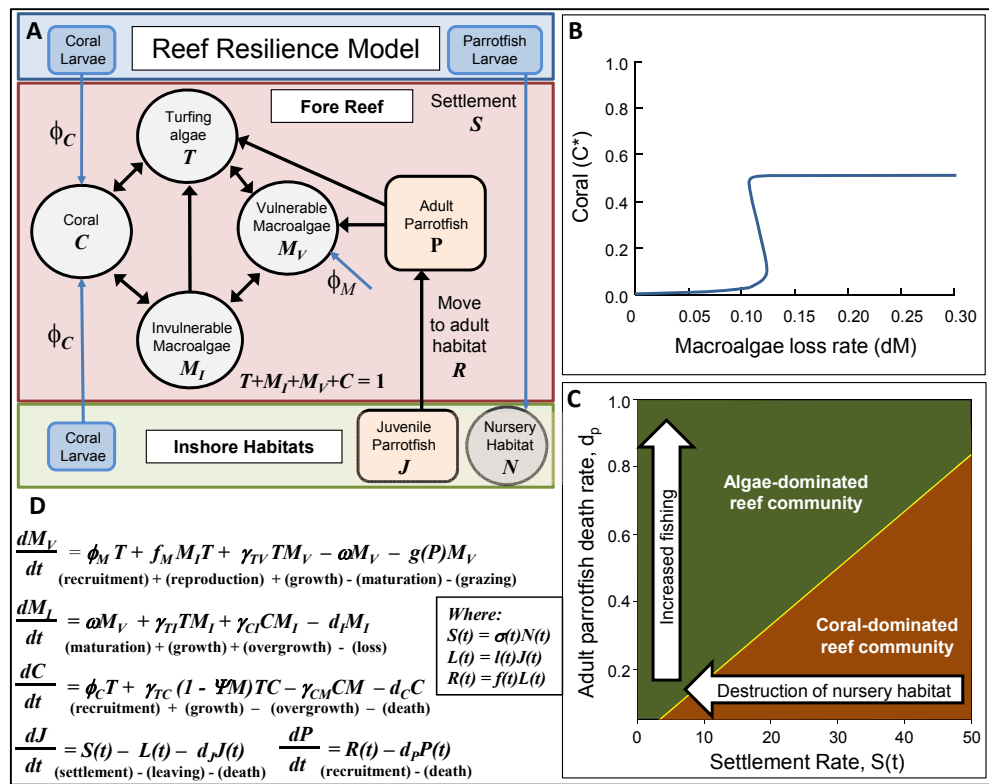 A
Coral
Larvae
Reef Resilience Model
Parrotfish
Larvae
Fore Reef
Settlement
S
ϕC
Turfing
algae
T
Coral
C
Vulnerable
Macroalgae
MV
Adult
Parrotfish
P
ϕM
ϕC
Invulnerable
Macroalgae
MI
Move
to adult
habitat
R
T+MI+MV+C = 1
Coral
Larvae
Inshore Habitats
Juvenile
Parrotfish
J
Nursery
Habitat
N
B
Coral (C*)
1.0
0.8
0.6
0.4
0.2
0.0
0 0.05 0.10 0.15 0.20 0.25 0.30
Macroalgae loss rate (dM)
C
Adult parrotfish death rate, dp
1.0
0.8
0.6
0.4
0.2
Increased fishing
Algae-dominated
reef community
Coral-dominated
reef community
Destruction of nursery habitat
0 10 20 30 40 50
Settlement Rate, S(t)
D
dMV/dt = ϕM T + fM MI T + γTV TMV – ωMV – g(P)MV
(recruitment) + (reproduction) + (growth) - (maturation) - (grazing)
dMI/dt = ωMV + γTI TMI + γCI CMI – dI MI
(maturation) + (growth) + (overgrowth) - (loss)
dC/dt = ϕC T + γTC (1 - ΨM)TC – γCM CM – dC C
(recruitment) + (growth) – (overgrowth) – (death)
dJ/dt = S(t) – L(t) – dJ J(t)
(settlement) - (leaving) - (death)
dP/dt = R(t) – dP P(t)
(recruitment) - (death)
Where:
S(t) = σ(t)N(t)
L(t) = l(t)J(t)
R(t) = f(t)L(t)